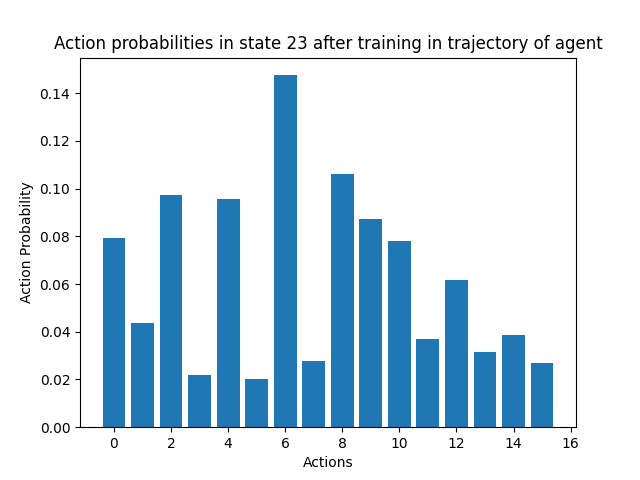 Action probabilities in state 23 after training in trajectory of agent
0.14
0.12
0.10
0.08
0.06
0.04
0.02
0.00
Action Probability
0 2 4 6 8 10 12 14 16
Actions